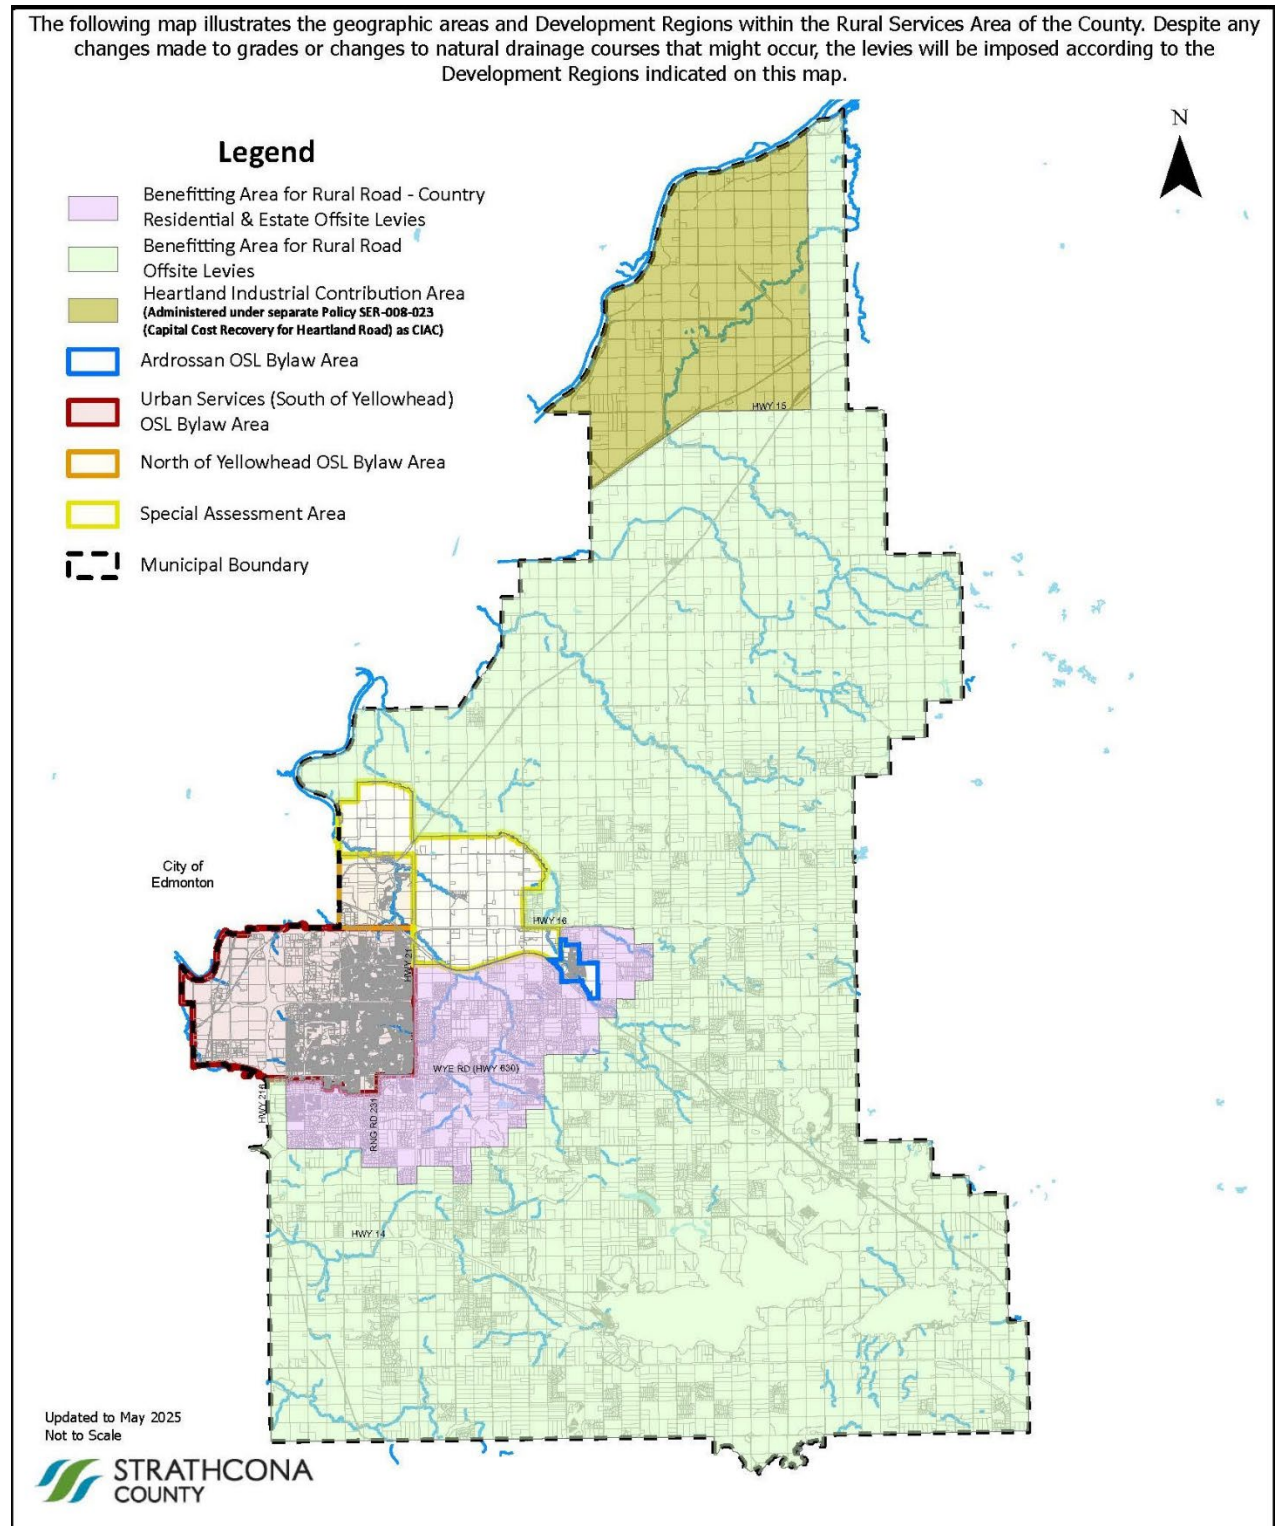 The following map illustrates the geographic areas and Development Regions within the Rural Services Area of the County. Despite any
changes made to grades or changes to natural drainage courses that might occur, the levies will be imposed according to the
Development Regions indicated on this map.
N
Legend
Benefitting Area for Rural Road - Country
Residential & Estate Offsite Levies
Benefitting Area for Rural Road
Offsite Levies
Heartland Industrial Contribution Area
(Administered under separate Policy SER-008-023
(Capital Cost Recovery for Heartland Road) as CIAC)
Ardrossan OSL Bylaw Area
Urban Services (South of Yellowhead)
OSL Bylaw Area
North of Yellowhead OSL Bylaw Area
Special Assessment Area
Municipal Boundary
HWY 15
City of
Edmonton
HWY 16
HWY 21
WYE RD (HWY 630)
HWY 216
RNG RD 231
HWY 14
Updated to May 2025
Not to Scale
STRATHCONA
COUNTY